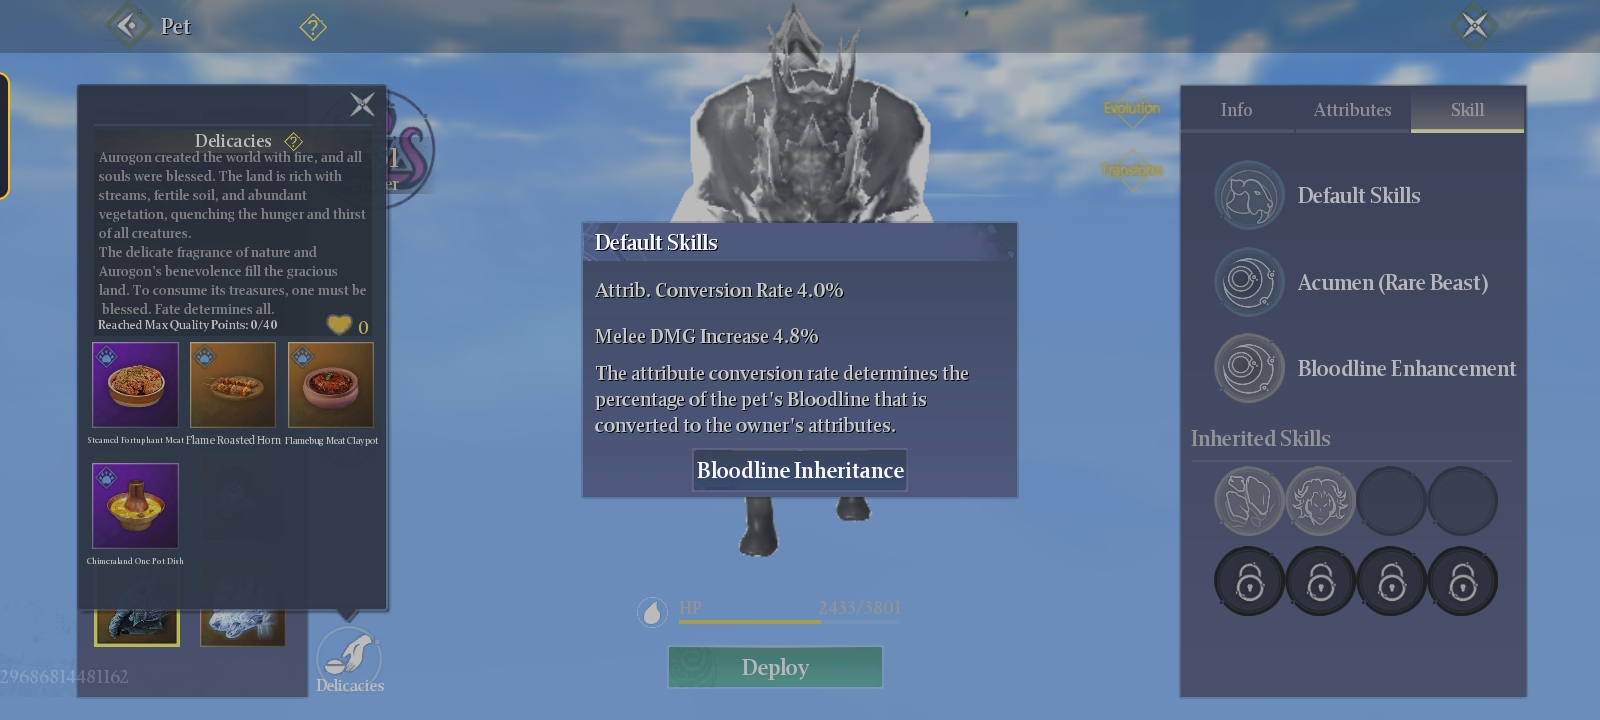 Pet
Delicacies
Aurogon created the world with fire, and all
souls were blessed. The land is rich with
streams, fertile soil, and abundant
vegetation, quenching the hunger and thirst
of all creatures.
The delicate fragrance of nature and
Aurogon's benevolence fill the gracious
land. To consume its treasures, one must be
blessed. Fate determines all.
Reached Max Quality Points: 0/40
0
Steamed Fortuphant Meat
Flame Roasted Horn
Flamebug Meat Claypot
Chimeraland One Pot Dish
29686814481162
Delicacies
Evolution
Default Skills
Attrib. Conversion Rate 4.0%
Melee DMG Increase 4.8%
The attribute conversion rate determines the
percentage of the pet's Bloodline that is
converted to the owner's attributes.
Bloodline Inheritance
HP
2433/3801
Deploy
Info
Attributes
Skill
Default Skills
Acumen (Rare Beast)
Bloodline Enhancement
Inherited Skills